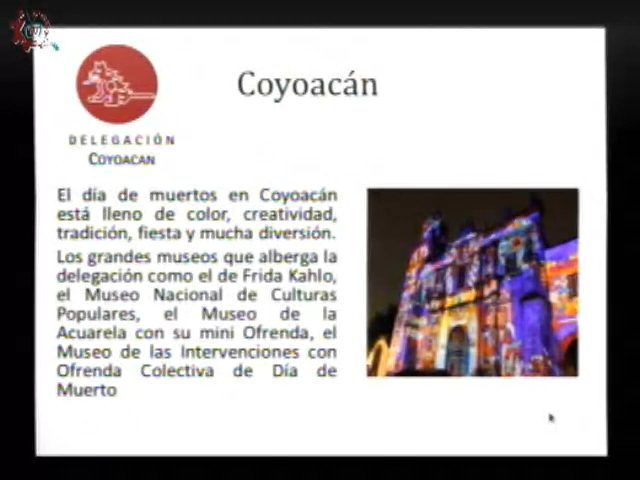 Coyoacán
DELEGACIÓN
COYOACAN
El día de muertos en Coyoacán
está lleno de color, creatividad,
tradición, fiesta y mucha diversión.
Los grandes museos que alberga la
delegación como el de Frida Kahlo,
el Museo Nacional de Culturas
Populares, el Museo de la
Acuarela con su mini Ofrenda, el
Museo de las Intervenciones con
Ofrenda Colectiva de Día de
Muerto